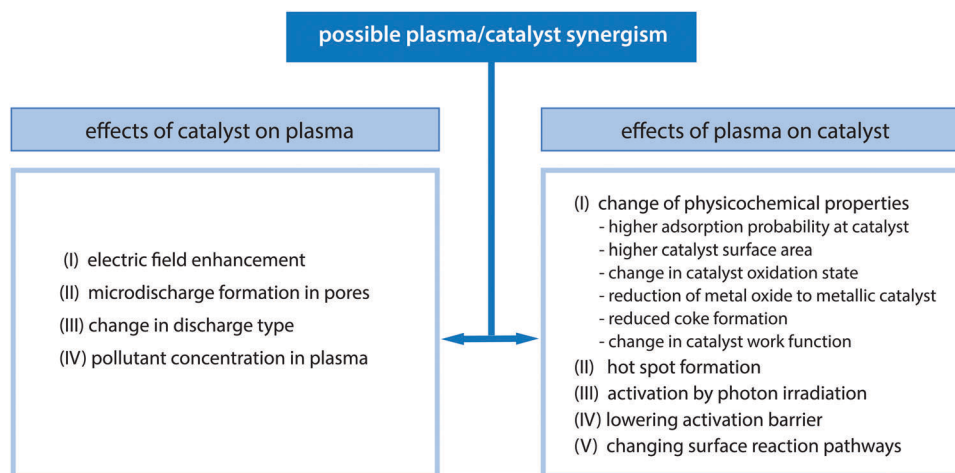 possible plasma/catalyst synergism
effects of catalyst on plasma
(I) electric field enhancement
(II) microdischarge formation in pores
(III) change in discharge type
(IV) pollutant concentration in plasma
effects of plasma on catalyst
(I) change of physicochemical properties
- higher adsorption probability at catalyst
- higher catalyst surface area
- change in catalyst oxidation state
- reduction of metal oxide to metallic catalyst
- reduced coke formation
- change in catalyst work function
(II) hot spot formation
(III) activation by photon irradiation
(IV) lowering activation barrier
(V) changing surface reaction pathways